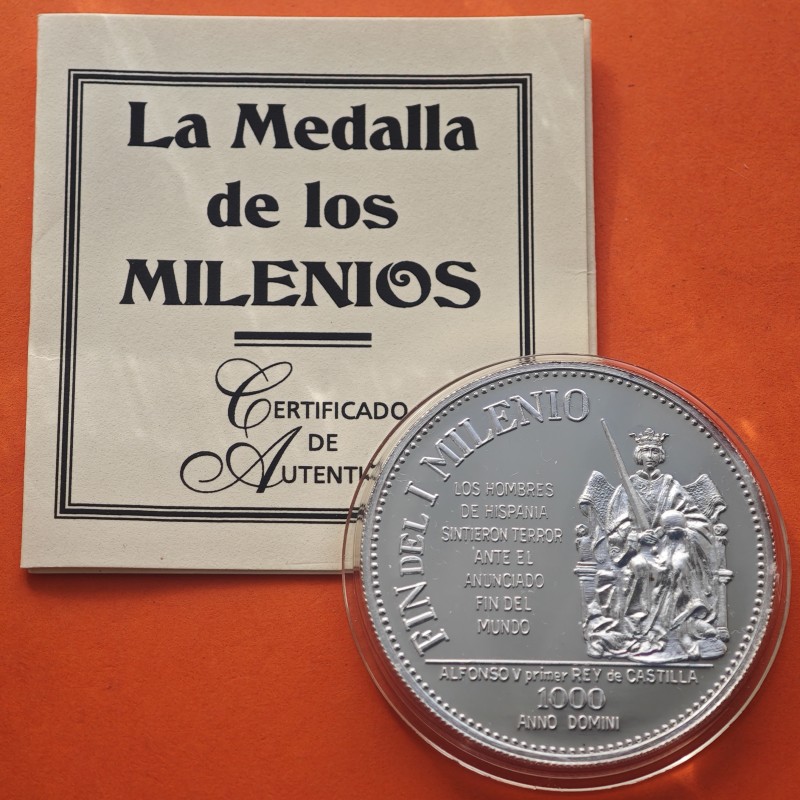 La Medalla
de los
MILENIOS
CERTIFICADO
DE
FIN DEL I MILENIO
LOS HOMBRES
DE HISPANIA
SINTIERON TERROR
ANTE EL
ANUNCIADO
FIN DEL
MUNDO
ALFONSO V primer REY de CASTILLA
1000
ANNO DOMINI